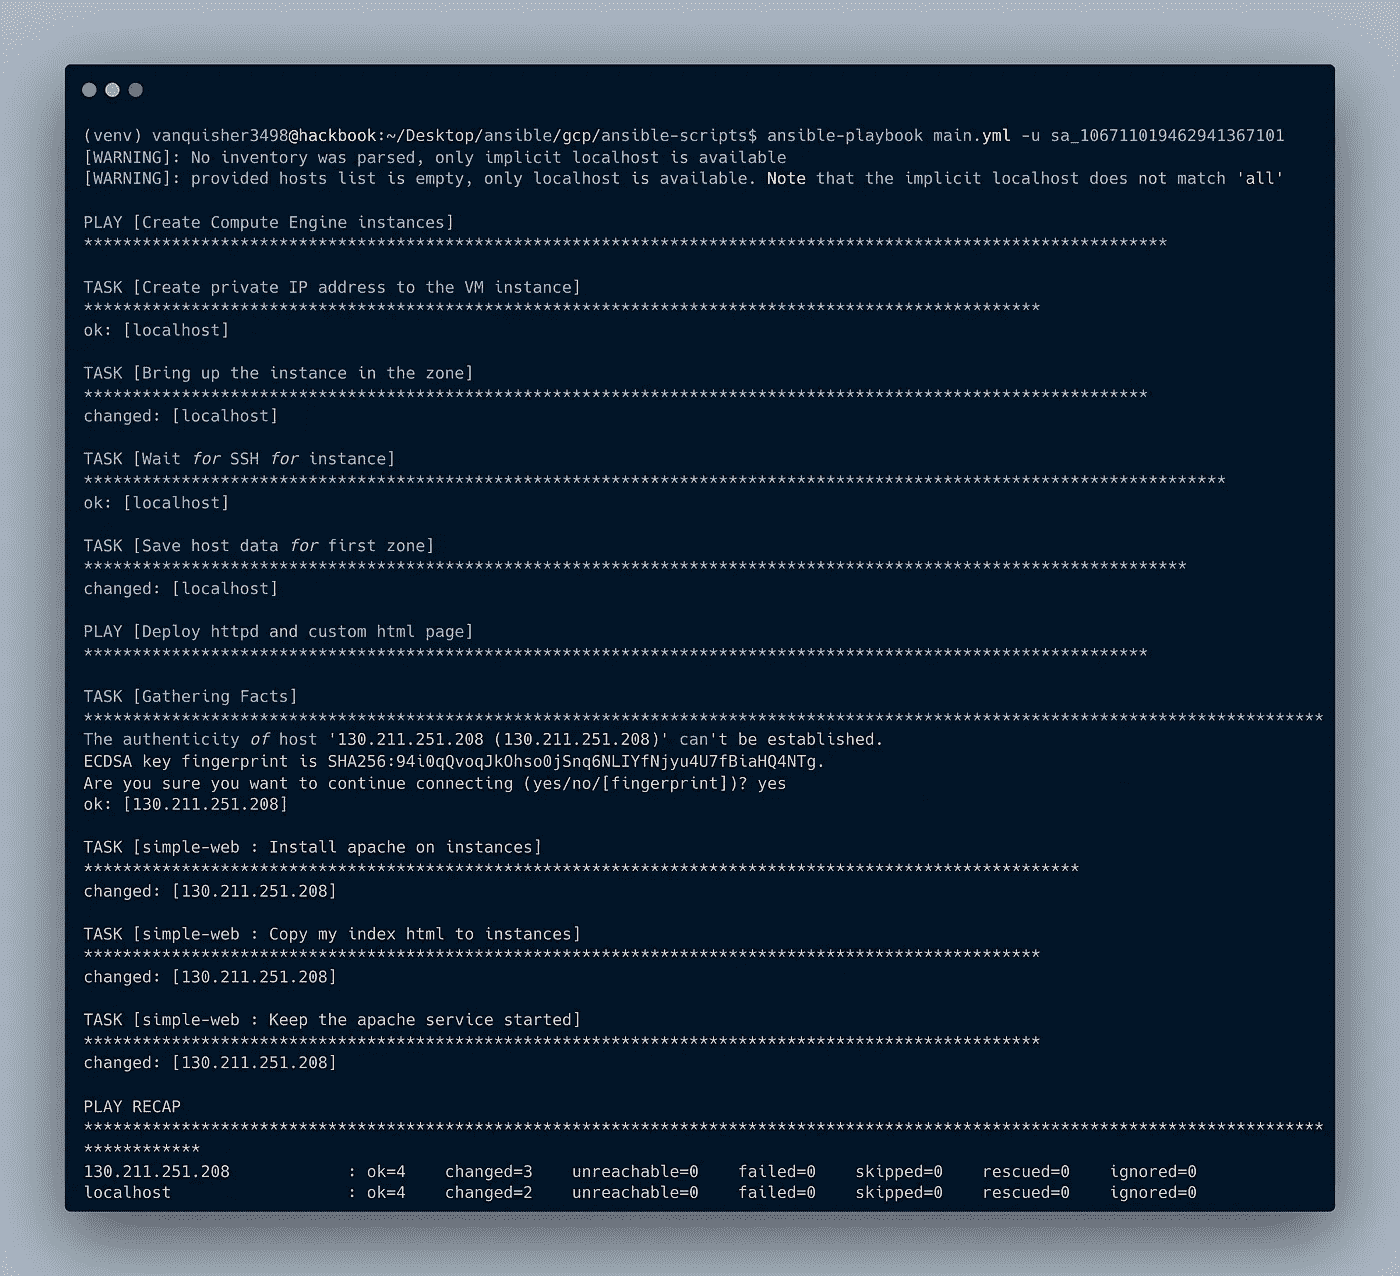 (venv) vanquisher3498@hackbook:~/Desktop/ansible/gcp/ansible-scripts$ ansible-playbook main.yml -u sa_106711019462941367101
[WARNING]: No inventory was parsed, only implicit localhost is available
[WARNING]: provided hosts list is empty, only localhost is available. Note that the implicit localhost does not match 'all'
PLAY [Create Compute Engine instances]
***************************************************************************************************************
TASK [Create private IP address to the VM instance]
**************************************************************************************************
ok: [localhost]
TASK [Bring up the instance in the zone]
*************************************************************************************************************
changed: [localhost]
TASK [Wait for SSH for instance]
*********************************************************************************************************************
ok: [localhost]
TASK [Save host data for first zone]
*****************************************************************************************************************
changed: [localhost]
PLAY [Deploy httpd and custom html page]
*************************************************************************************************************
TASK [Gathering Facts]
*******************************************************************************************************************************
The authenticity of host '130.211.251.208 (130.211.251.208)' can't be established.
ECDSA key fingerprint is SHA256:94i0qQvoqJkOhso0jSnq6NLIYfNjyu4U7fBiaHQ4NTg.
Are you sure you want to continue connecting (yes/no/[fingerprint])? yes
ok: [130.211.251.208]
TASK [simple-web : Install apache on instances]
******************************************************************************************************
changed: [130.211.251.208]
TASK [simple-web : Copy my index html to instances]
**************************************************************************************************
changed: [130.211.251.208]
TASK [simple-web : Keep the apache service started]
**************************************************************************************************
changed: [130.211.251.208]
PLAY RECAP
*******************************************************************************************************************************
************
130.211.251.208 : ok=4 changed=3 unreachable=0 failed=0 skipped=0 rescued=0 ignored=0
localhost : ok=4 changed=2 unreachable=0 failed=0 skipped=0 rescued=0 ignored=0